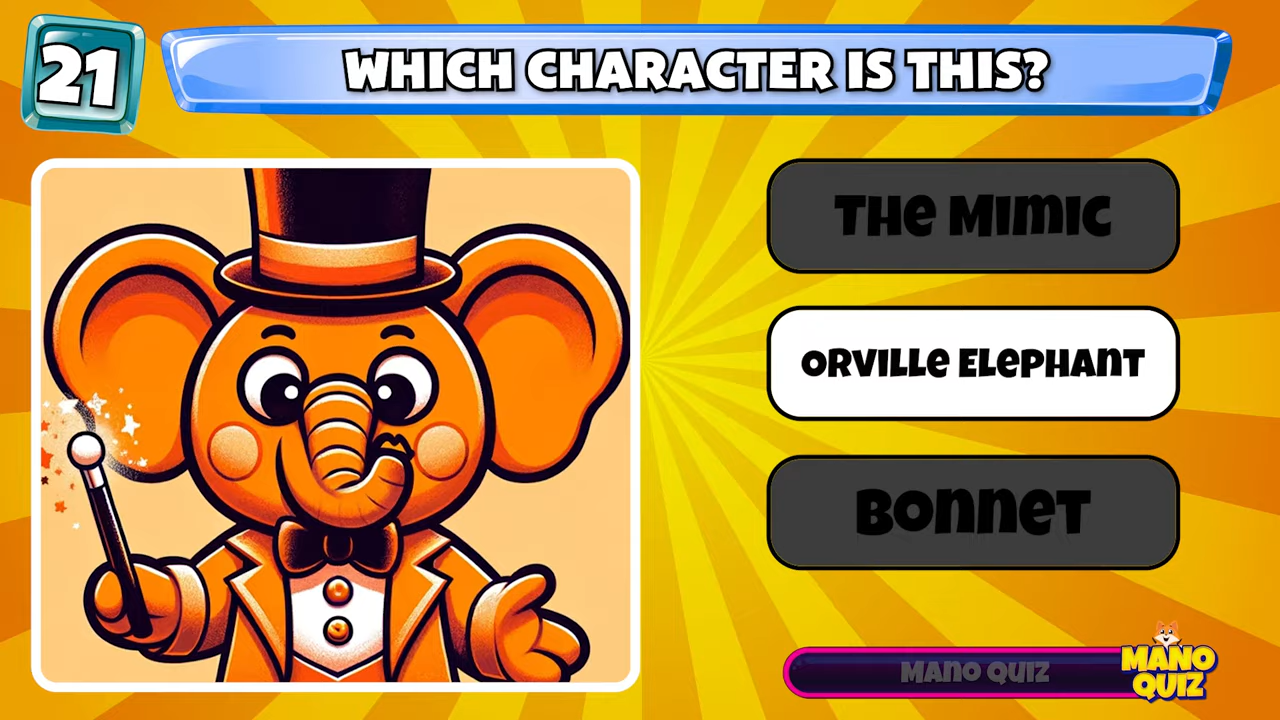 21
WHICH CHARACTER IS THIS?
THE MIMIC
ORVILLE ELEPHANT
BONNET
MANO QUIZ
MANO
QUIZ